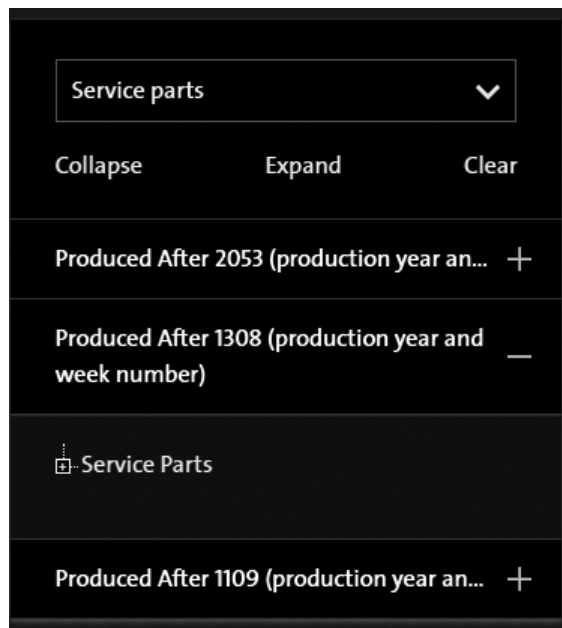 Service parts
Collapse Expand Clear
Produced After 2053 (production year an...
Produced After 1308 (production year and
week number)
Service Parts
Produced After 1109 (production year an...